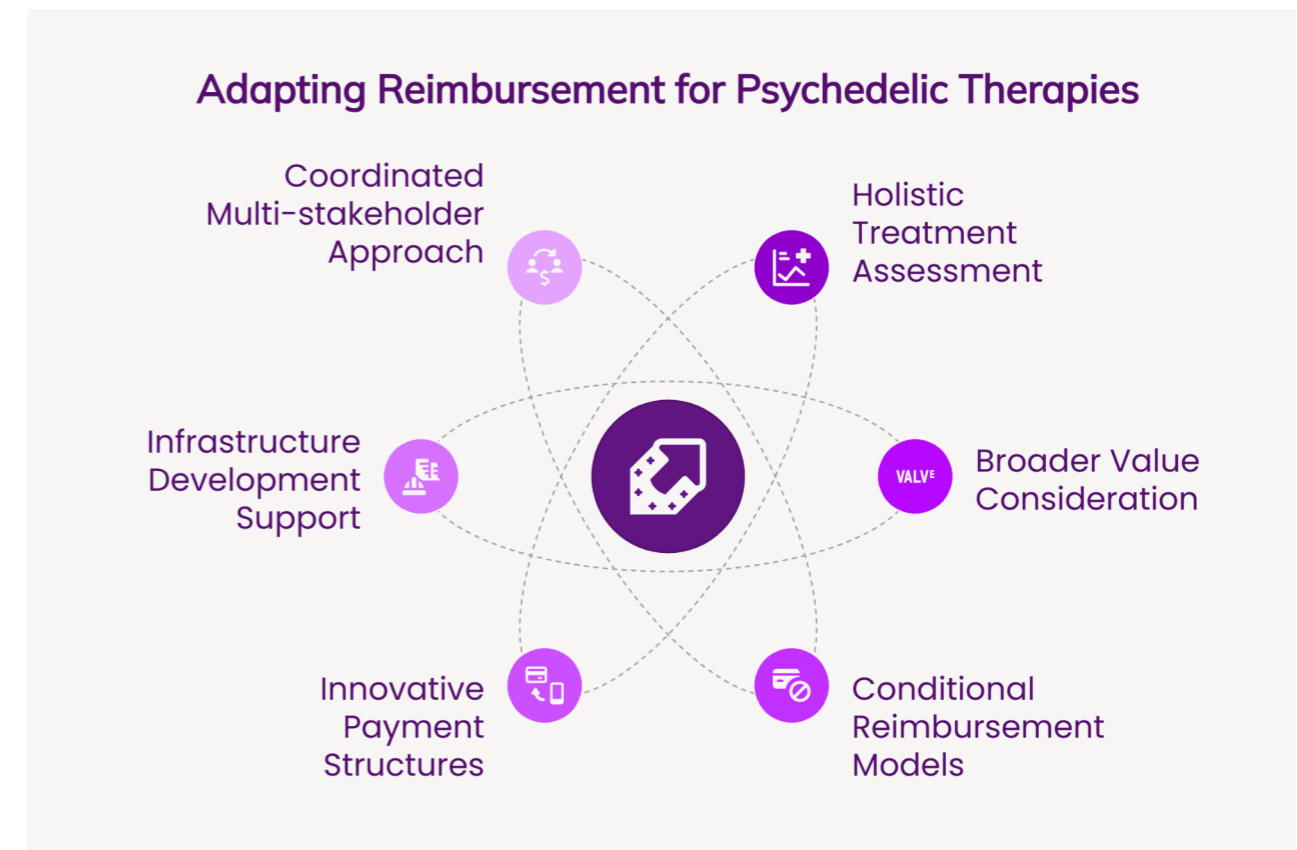 Adapting Reimbursement for Psychedelic Therapies
Coordinated
Multi-stakeholder
Approach
Holistic
Treatment
Assessment
Infrastructure
Development
Support
VALVᴱ
Broader Value
Consideration
Innovative
Payment
Structures
Conditional
Reimbursement
Models